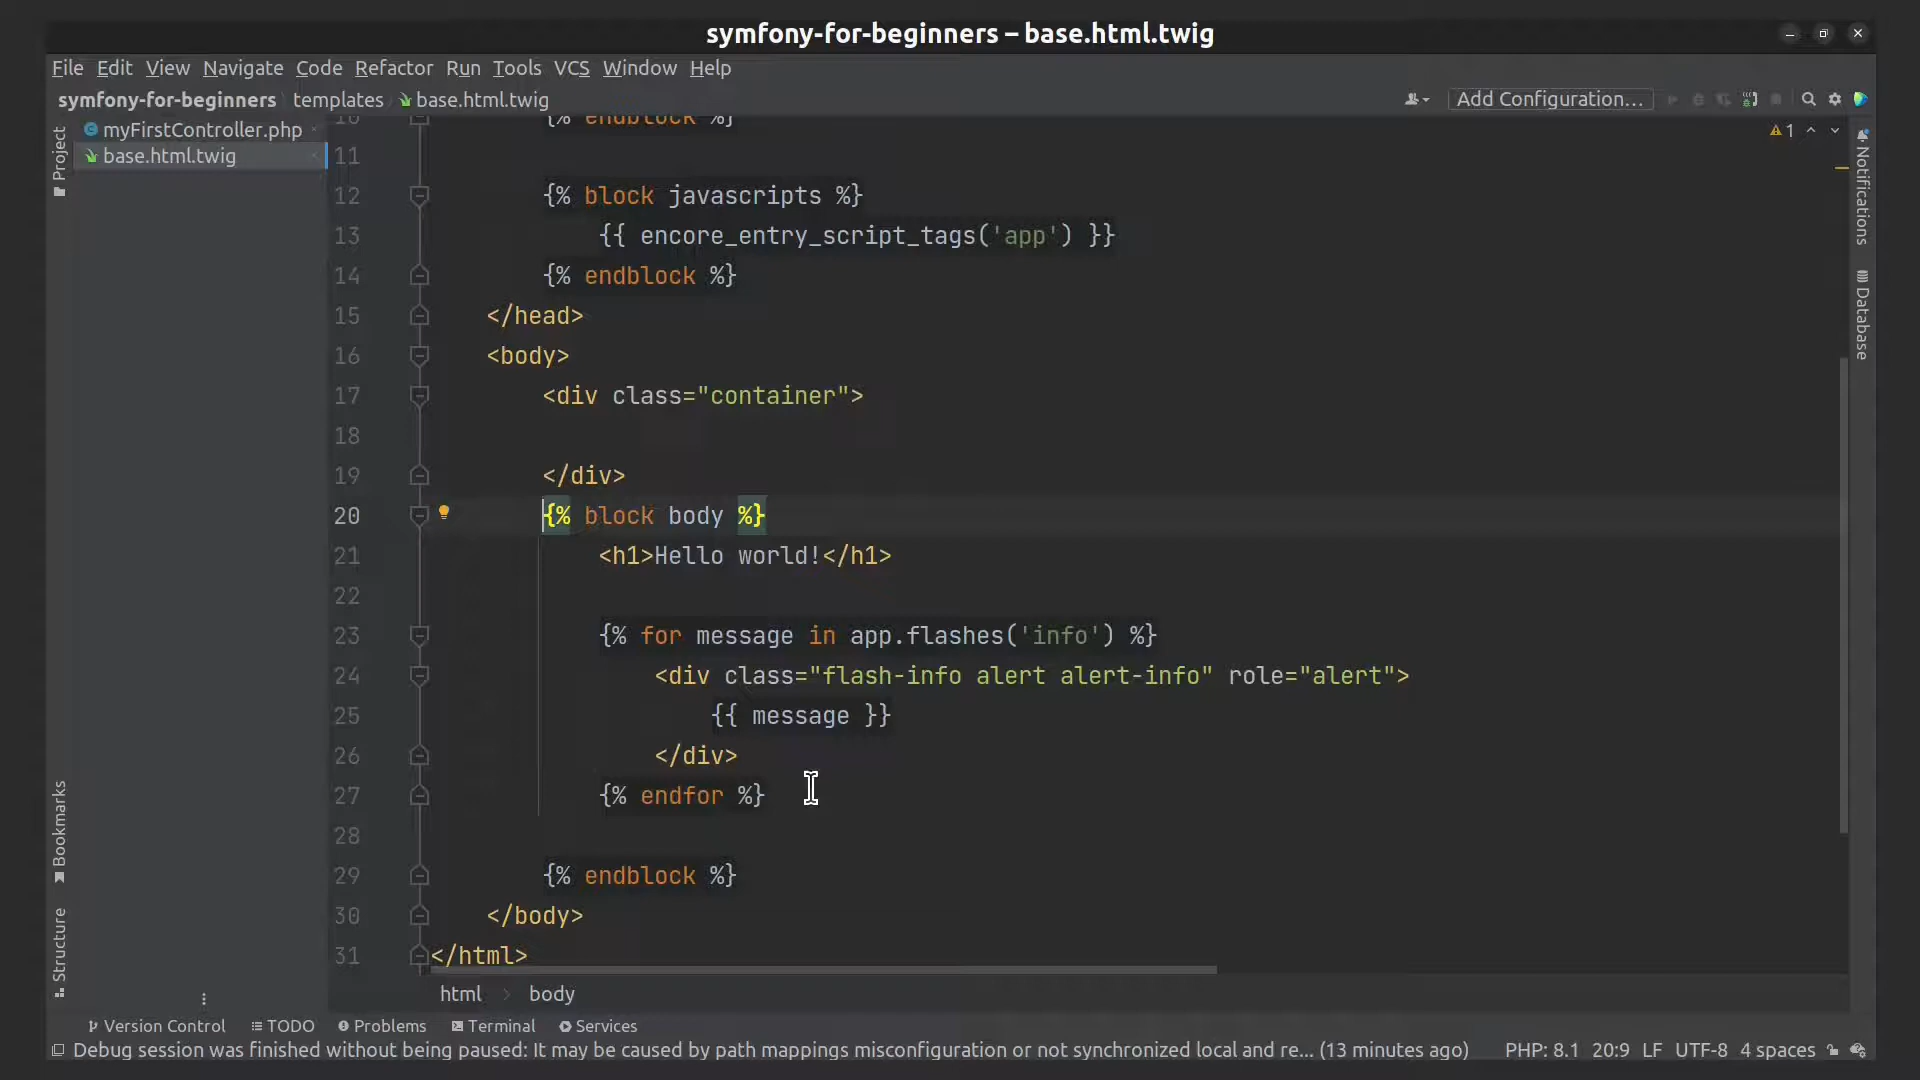 symfony-for-beginners – base.html.twig
File Edit View Navigate Code Refactor Run Tools VCS Window Help
symfony-for-beginners templates base.html.twig Add Configuration...
myFirstController.php
base.html.twig
Project
Bookmarks
Structure
10 {% endblock %}
11
12 {% block javascripts %}
13 {{ encore_entry_script_tags('app') }}
14 {% endblock %}
15 </head>
16 <body>
17 <div class="container">
18
19 </div>
20 {% block body %}
21 <h1>Hello world!</h1>
22
23 {% for message in app.flashes('info') %}
24 <div class="flash-info alert alert-info" role="alert">
25 {{ message }}
26 </div>
27 {% endfor %}
28
29 {% endblock %}
30 </body>
31 </html>
1
Notifications
Database
html > body
Version Control TODO Problems Terminal Services
Debug session was finished without being paused: It may be caused by path mappings misconfiguration or not synchronized local and re... (13 minutes ago) PHP: 8.1 20:9 LF UTF-8 4 spaces